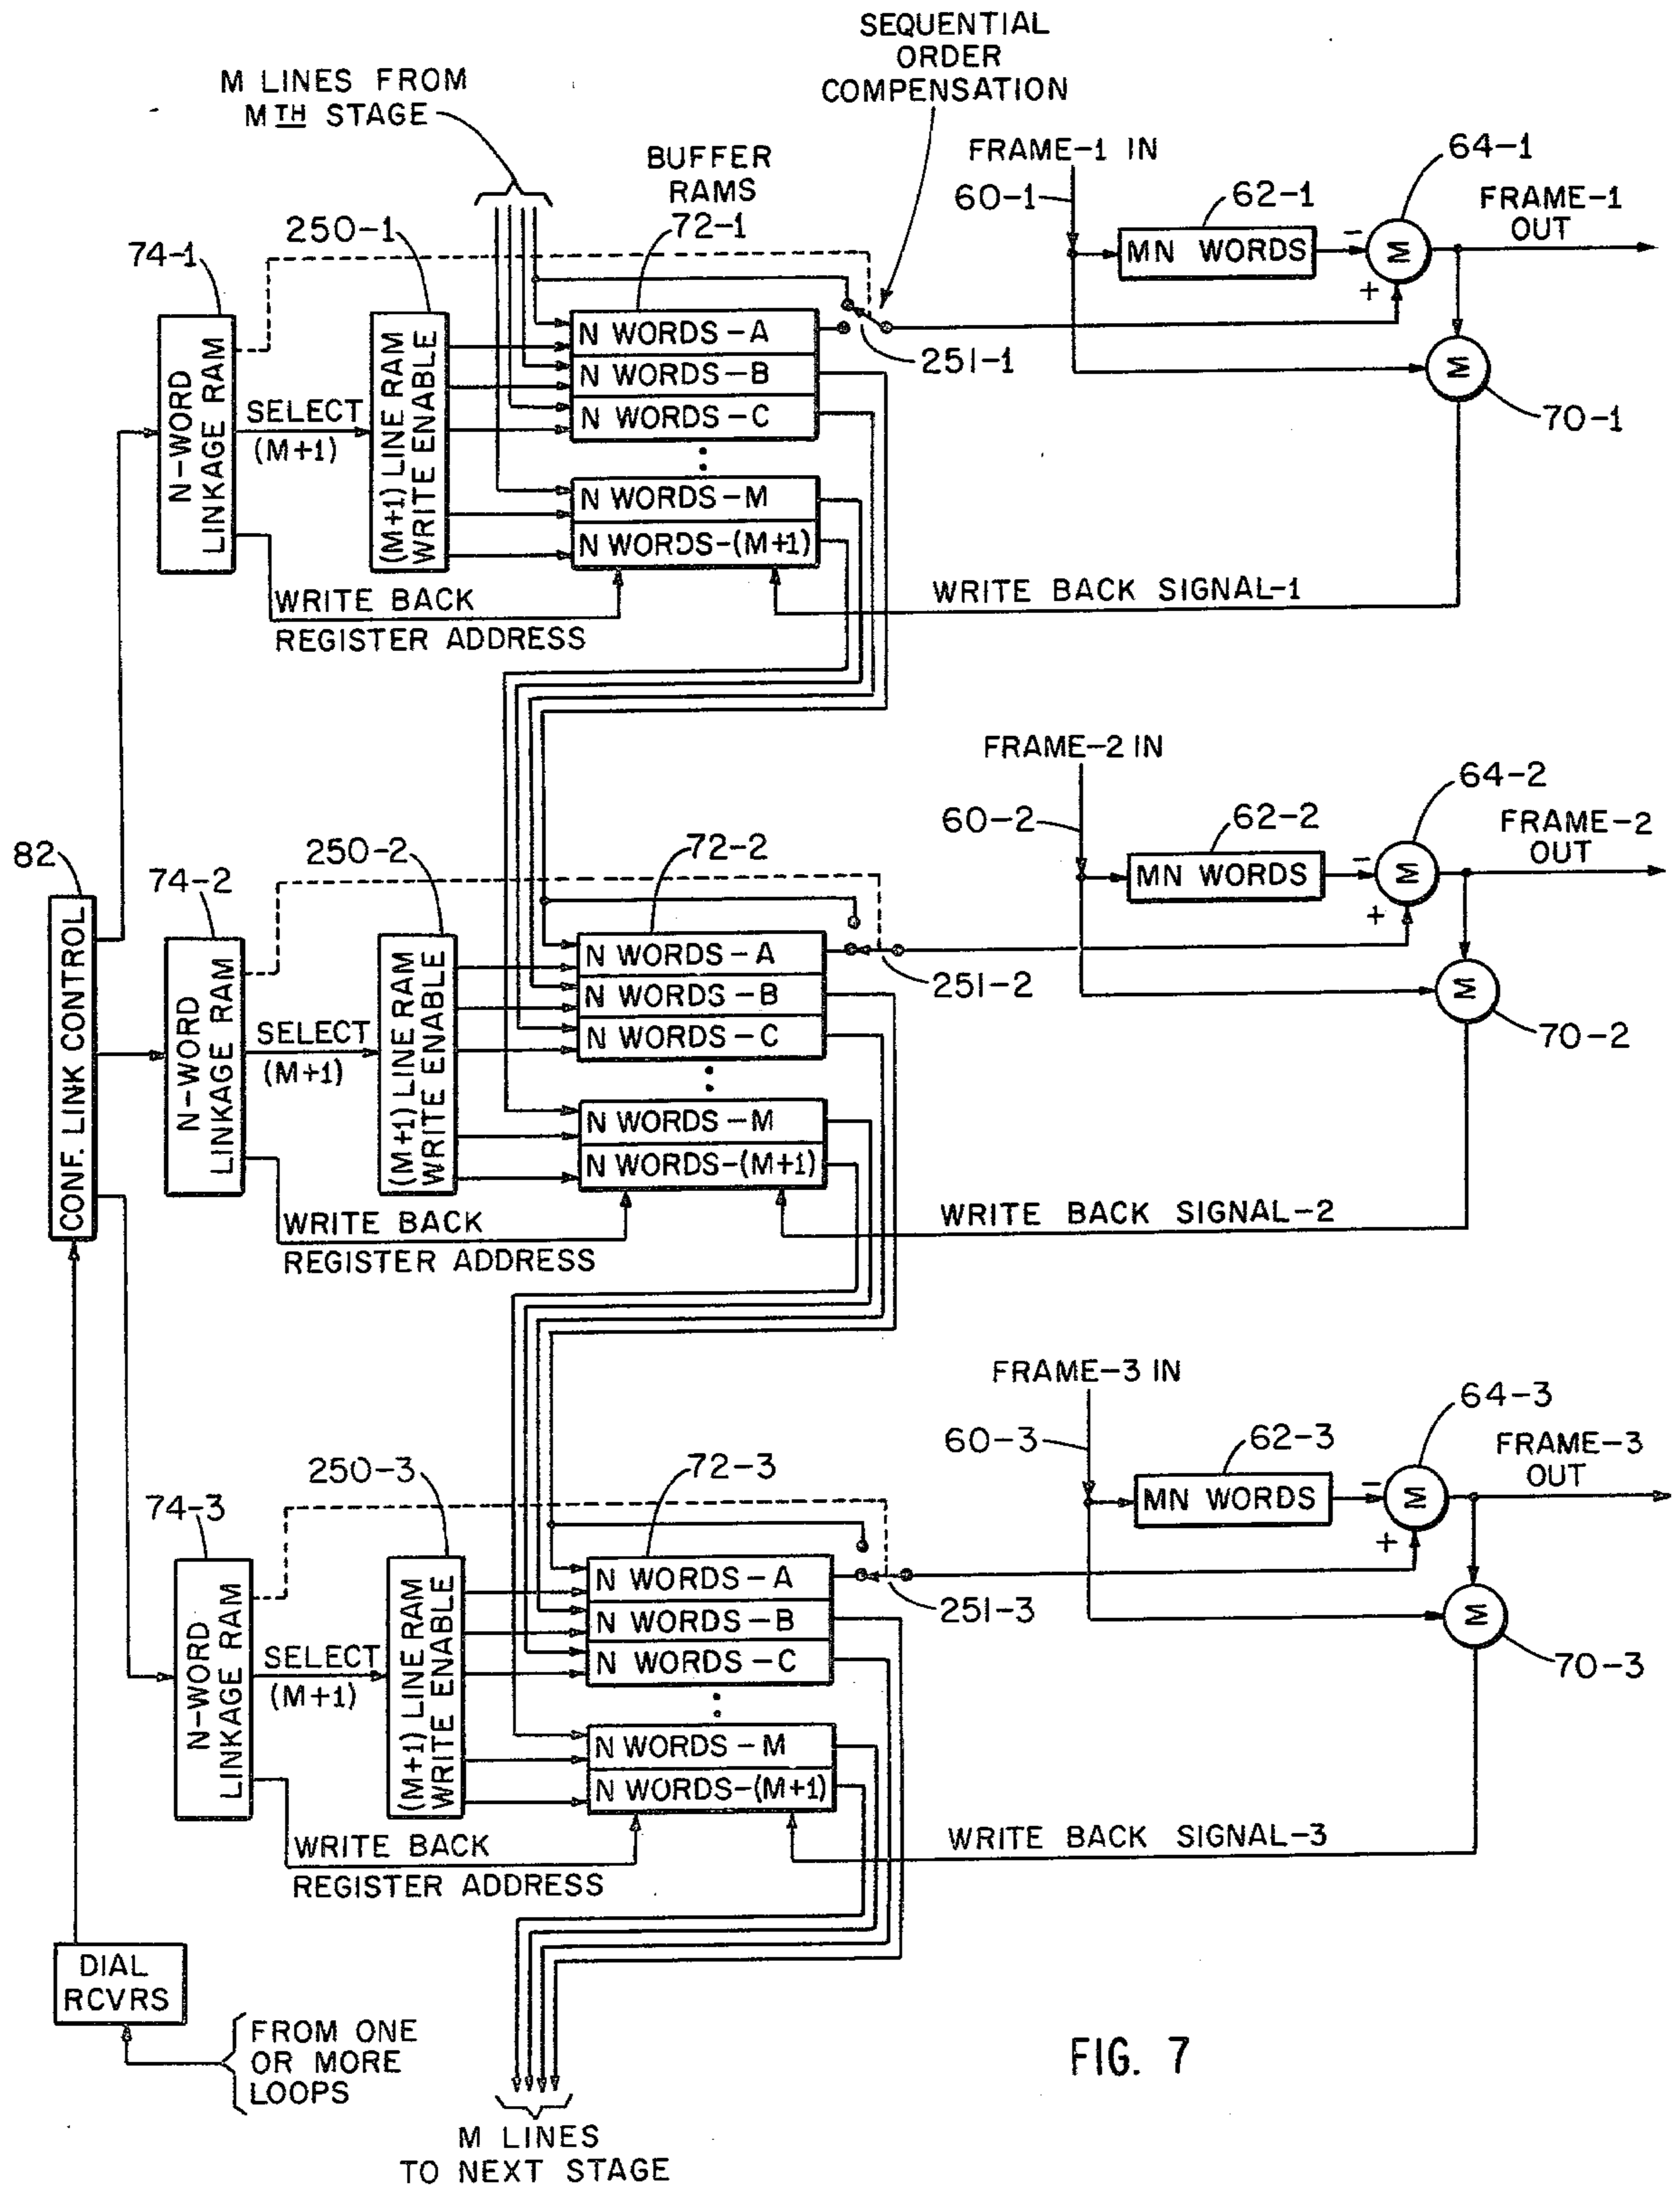 SEQUENTIAL
ORDER
COMPENSATION
M LINES FROM
MTH STAGE
BUFFER
RAMS
72-1
250-1
74-1
FRAME-1 IN
60-1
62-1
64-1
FRAME-1
OUT
MN WORDS
M
-
+
251-1
M
70-1
N-WORD
LINKAGE RAM
SELECT
(M+1)
(M+1) LINE RAM
WRITE ENABLE
N WORDS-A
N WORDS-B
N WORDS-C
N WORDS-M
N WORDS-(M+1)
WRITE BACK
REGISTER ADDRESS
WRITE BACK SIGNAL-1
FRAME-2 IN
60-2
62-2
64-2
FRAME-2
OUT
MN WORDS
M
-
+
251-2
M
70-2
82
CONF. LINK CONTROL
74-2
250-2
72-2
N-WORD
LINKAGE RAM
SELECT
(M+1)
(M+1) LINE RAM
WRITE ENABLE
N WORDS-A
N WORDS-B
N WORDS-C
N WORDS-M
N WORDS-(M+1)
WRITE BACK
REGISTER ADDRESS
WRITE BACK SIGNAL-2
FRAME-3 IN
60-3
62-3
64-3
FRAME-3
OUT
MN WORDS
M
-
+
251-3
M
70-3
74-3
250-3
72-3
N-WORD
LINKAGE RAM
SELECT
(M+1)
(M+1) LINE RAM
WRITE ENABLE
N WORDS-A
N WORDS-B
N WORDS-C
N WORDS-M
N WORDS-(M+1)
WRITE BACK
REGISTER ADDRESS
WRITE BACK SIGNAL-3
DIAL
RCVRS
FROM ONE
OR MORE
LOOPS
M LINES
TO NEXT STAGE
FIG. 7